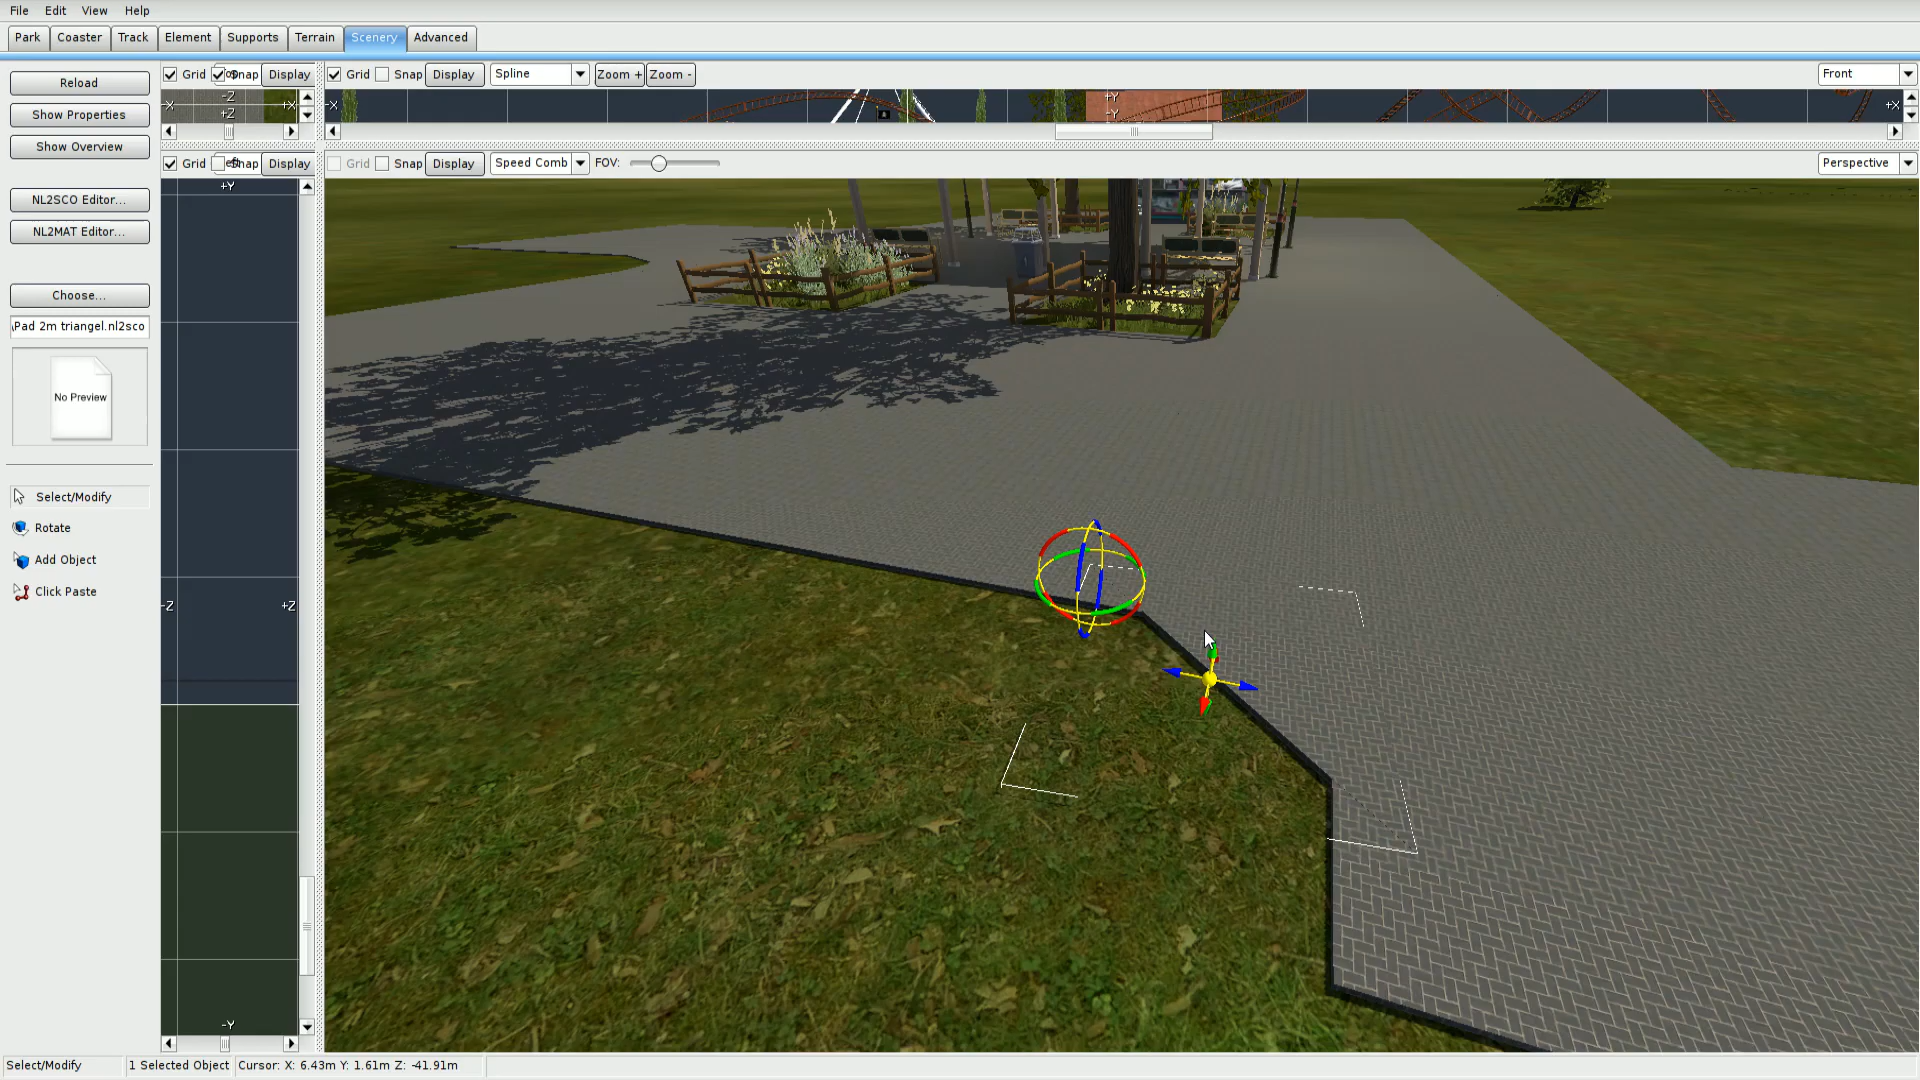 File Edit View Help
Park Coaster Track Element Supports Terrain Scenery Advanced
Reload
Show Properties
Show Overview
NL2SCO Editor...
NL2MAT Editor...
Choose...
\Pad 2m triangel.nl2sco
No Preview
Select/Modify
Rotate
Add Object
Click Paste
Grid Snap Display
-X -Z +X
+Z
Grid Snap Display Spline Zoom + Zoom - Front
-X +Y +X
-Y
Grid Snap Display
+Y
-Z +Z
-Y
Grid Snap Display Speed Comb FOV: Perspective
Select/Modify 1 Selected Object Cursor: X: 6.43m Y: 1.61m Z: -41.91m